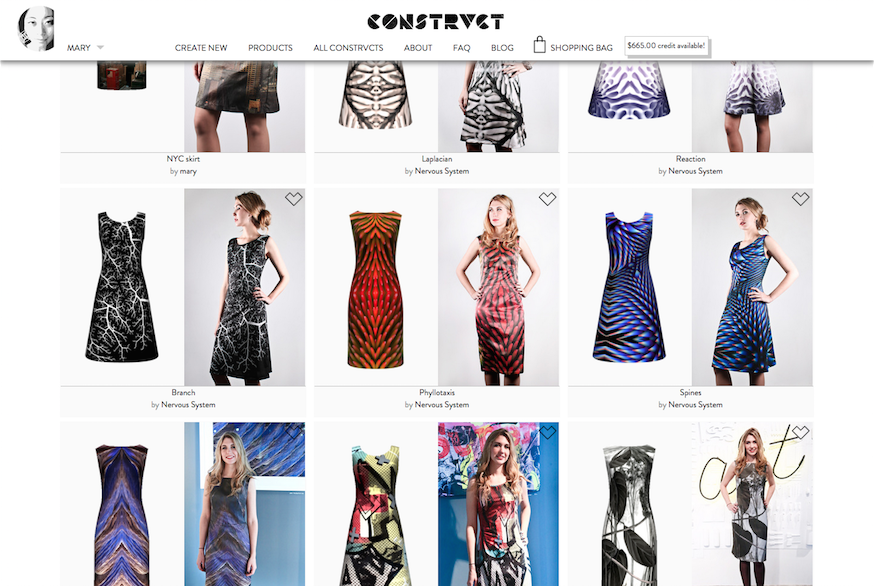 CONSTRVCT
MARY
CREATE NEW
PRODUCTS
ALL CONSTRVCTS
ABOUT
FAQ
BLOG
SHOPPING BAG
$665.00 credit available!
NYC skirt
by mary
Laplacian
by Nervous System
Reaction
by Nervous System
Branch
by Nervous System
Phyllotaxis
by Nervous System
Spines
by Nervous System
art